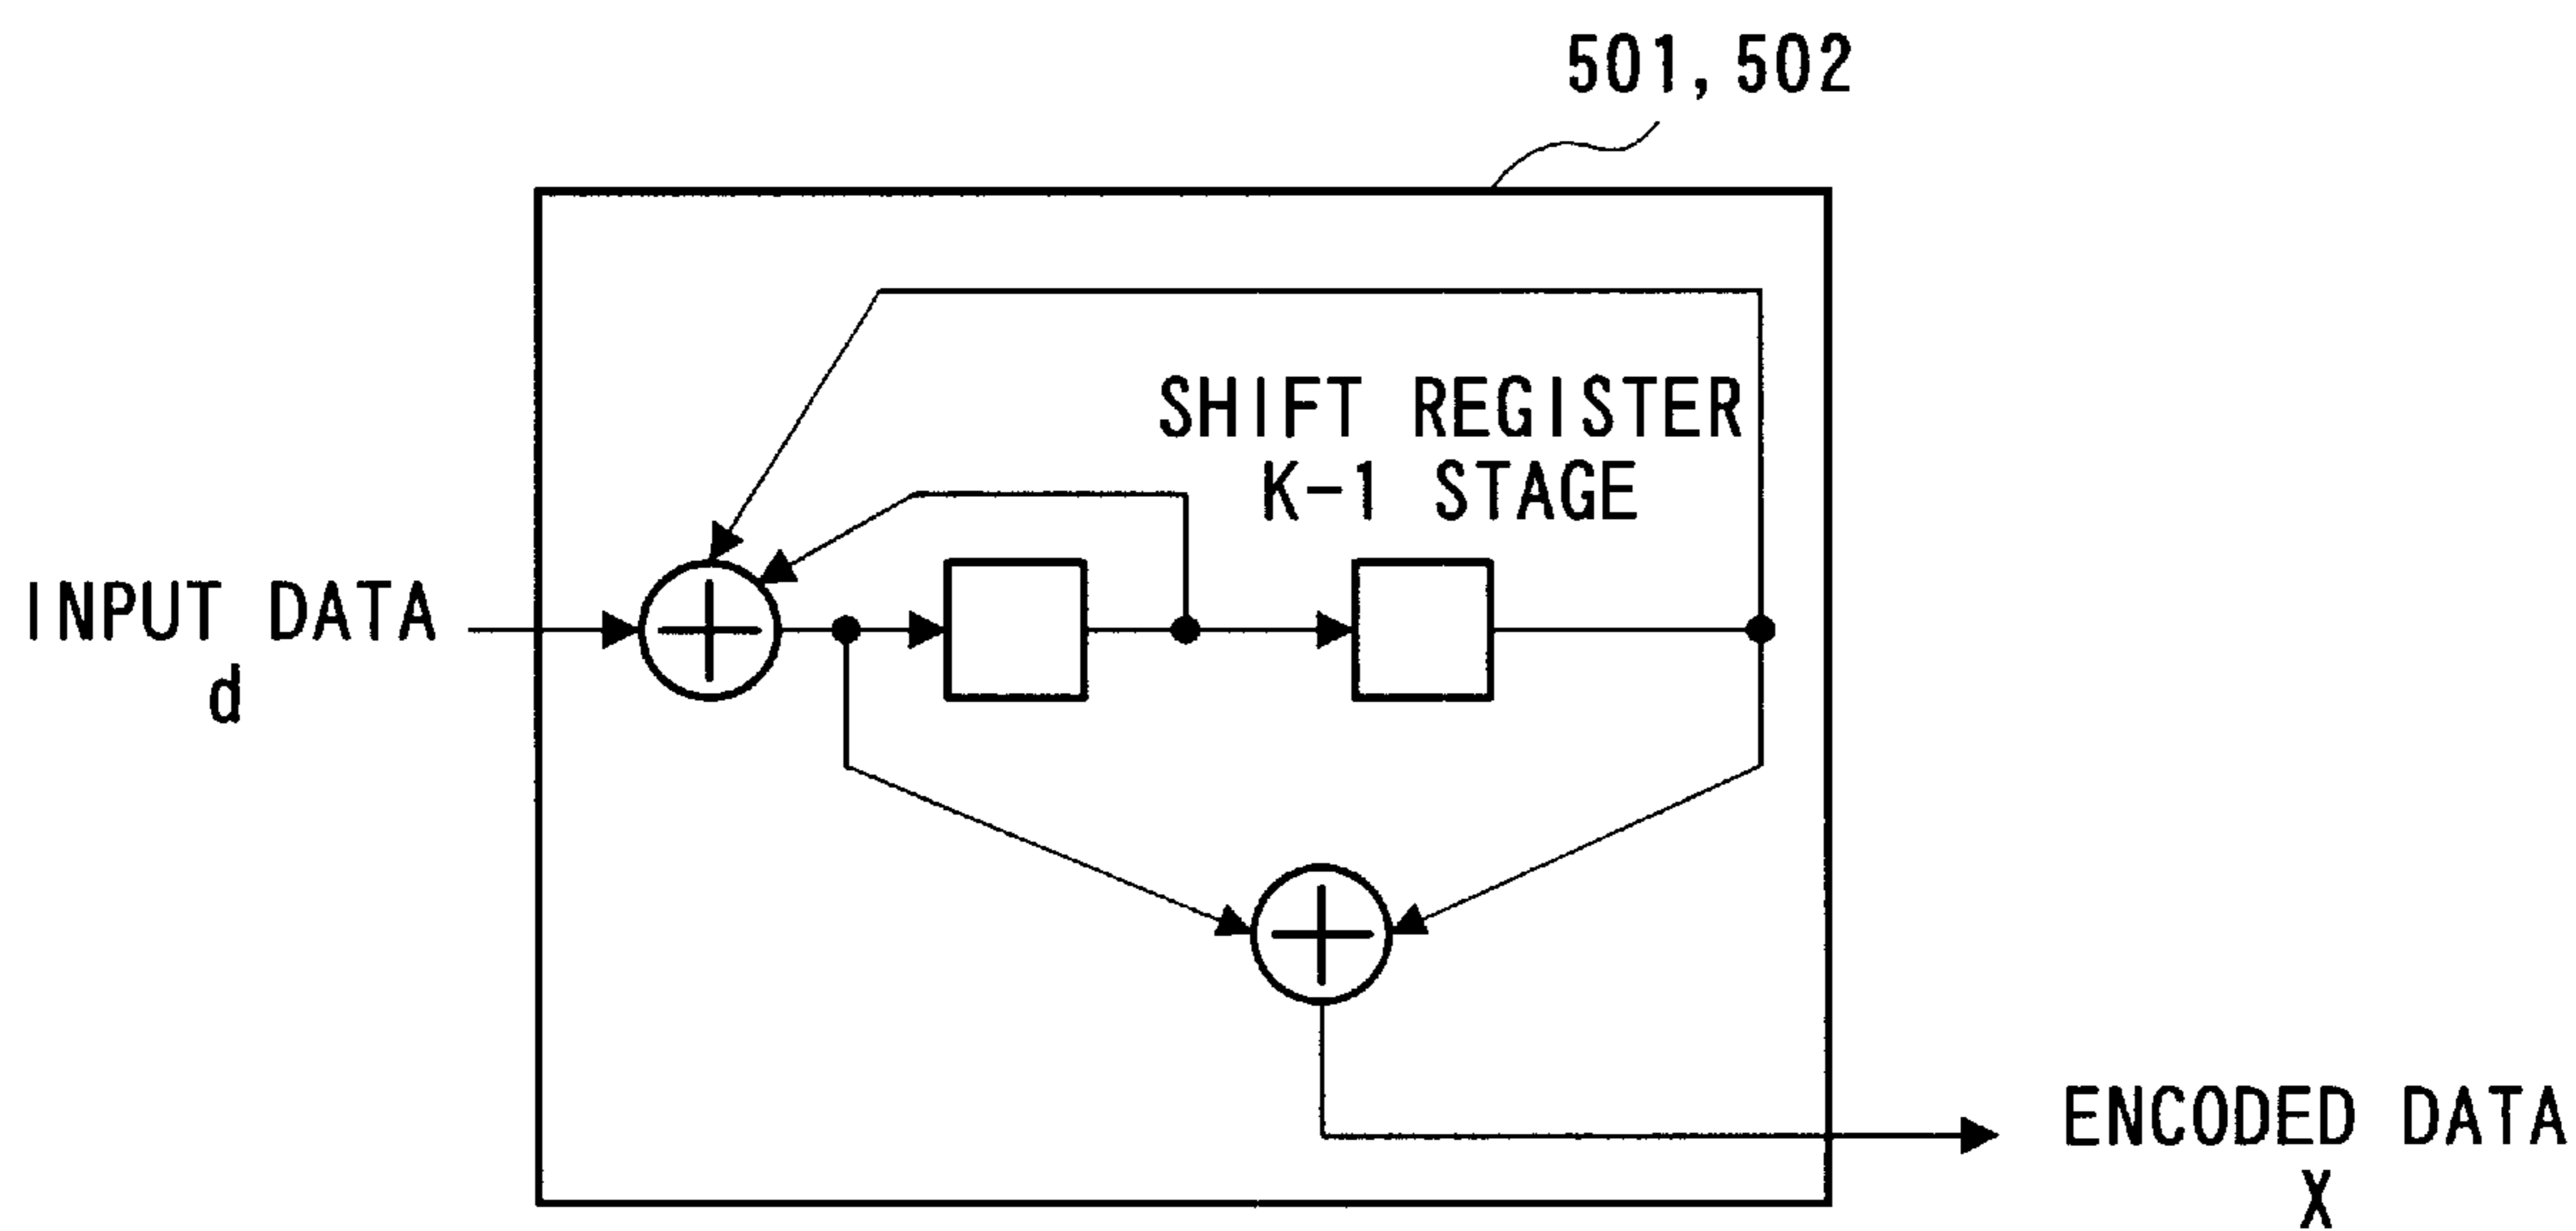 501, 502
SHIFT REGISTER
K-1 STAGE
INPUT DATA
d
ENCODED DATA
X